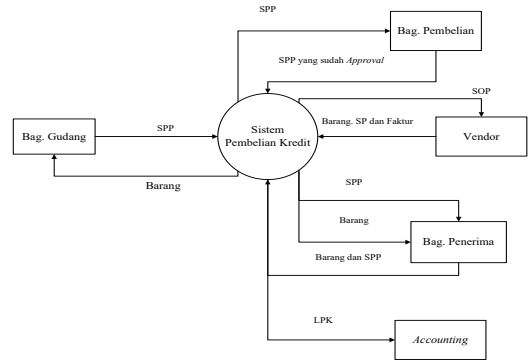 SPP
Bag. Pembelian
SPP yang sudah Approval
SOP
Barang. SP dan Faktur
Vendor
Bag. Gudang
SPP
Sistem
Pembelian Kredit
Barang
SPP
Barang
Bag. Penerima
Barang dan SPP
LPK
Accounting